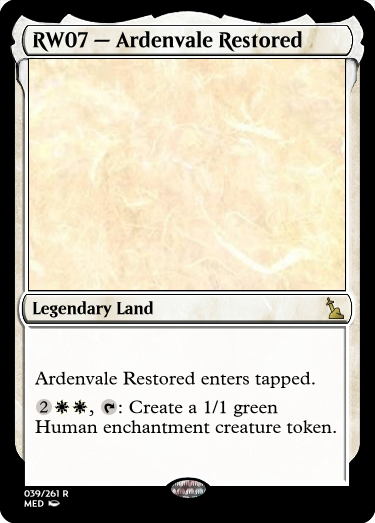 RW07 — Ardenvale Restored
Legendary Land
Ardenvale Restored enters tapped.
2, : Create a 1/1 green
Human enchantment creature token.
039/261 R
MED